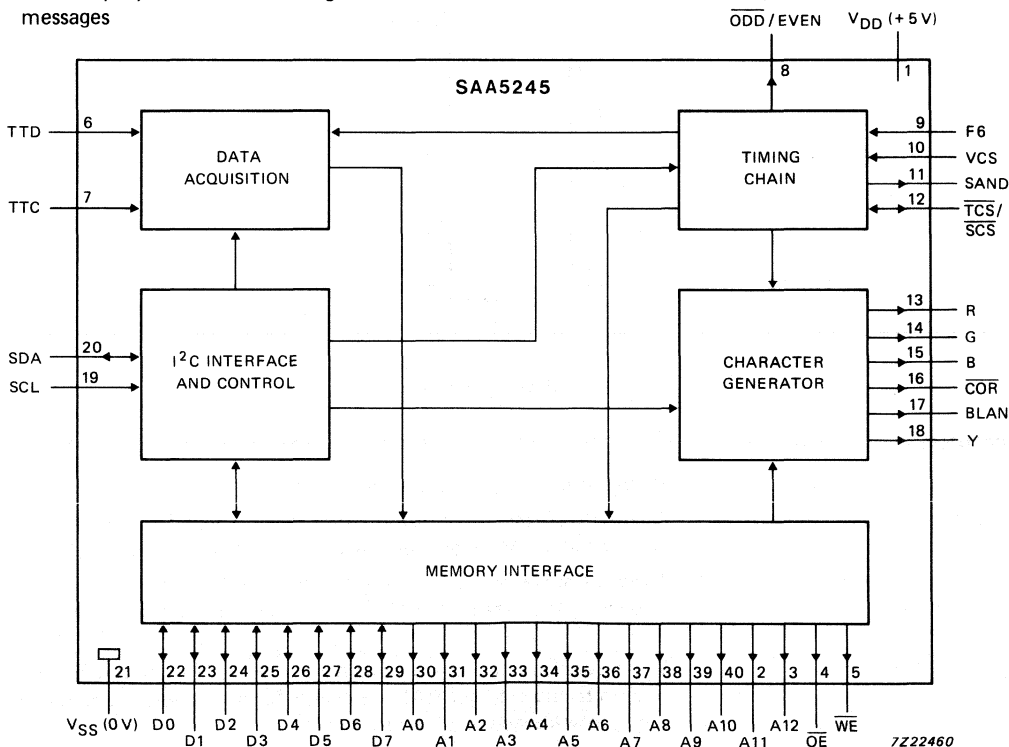 messages
ODD/EVEN
VDD (+5 V)
8
1
SAA5245
TTD
6
DATA
ACQUISITION
TIMING
CHAIN
9
F6
10
VCS
11
SAND
12
TCS/
SCS
TTC
7
SDA
20
SCL
19
I2C INTERFACE
AND CONTROL
CHARACTER
GENERATOR
13
R
14
G
15
B
16
COR
17
BLAN
18
Y
MEMORY INTERFACE
21 22 23 24 25 26 27 28 29 30 31 32 33 34 35 36 37 38 39 40 2 3 4 5
VSS (0 V) D0 D2 D4 D6 A0 A2 A4 A6 A8 A10 A12 WE
D1 D3 D5 D7 A1 A3 A5 A7 A9 A11 OE
7Z22460